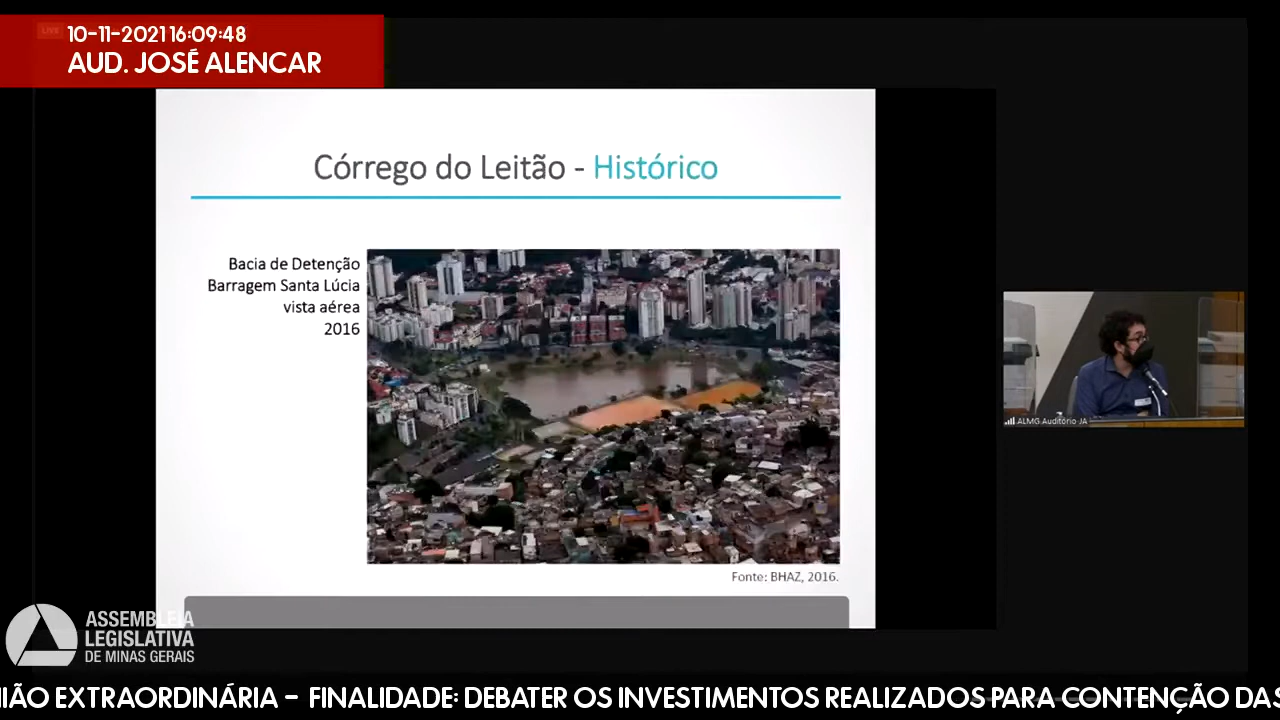 LIVE
10-11-2021 16:09:48
AUD. JOSÉ ALENCAR
Córrego do Leitão - Histórico
Bacia de Detenção
Barragem Santa Lúcia
vista aérea
2016
Fonte: BHAZ, 2016.
ALMG Auditório JA
ASSEMBLEIA
LEGISLATIVA
DE MINAS GERAIS
NIÃO EXTRAORDINÁRIA – FINALIDADE: DEBATER OS INVESTIMENTOS REALIZADOS PARA CONTENÇÃO DAS